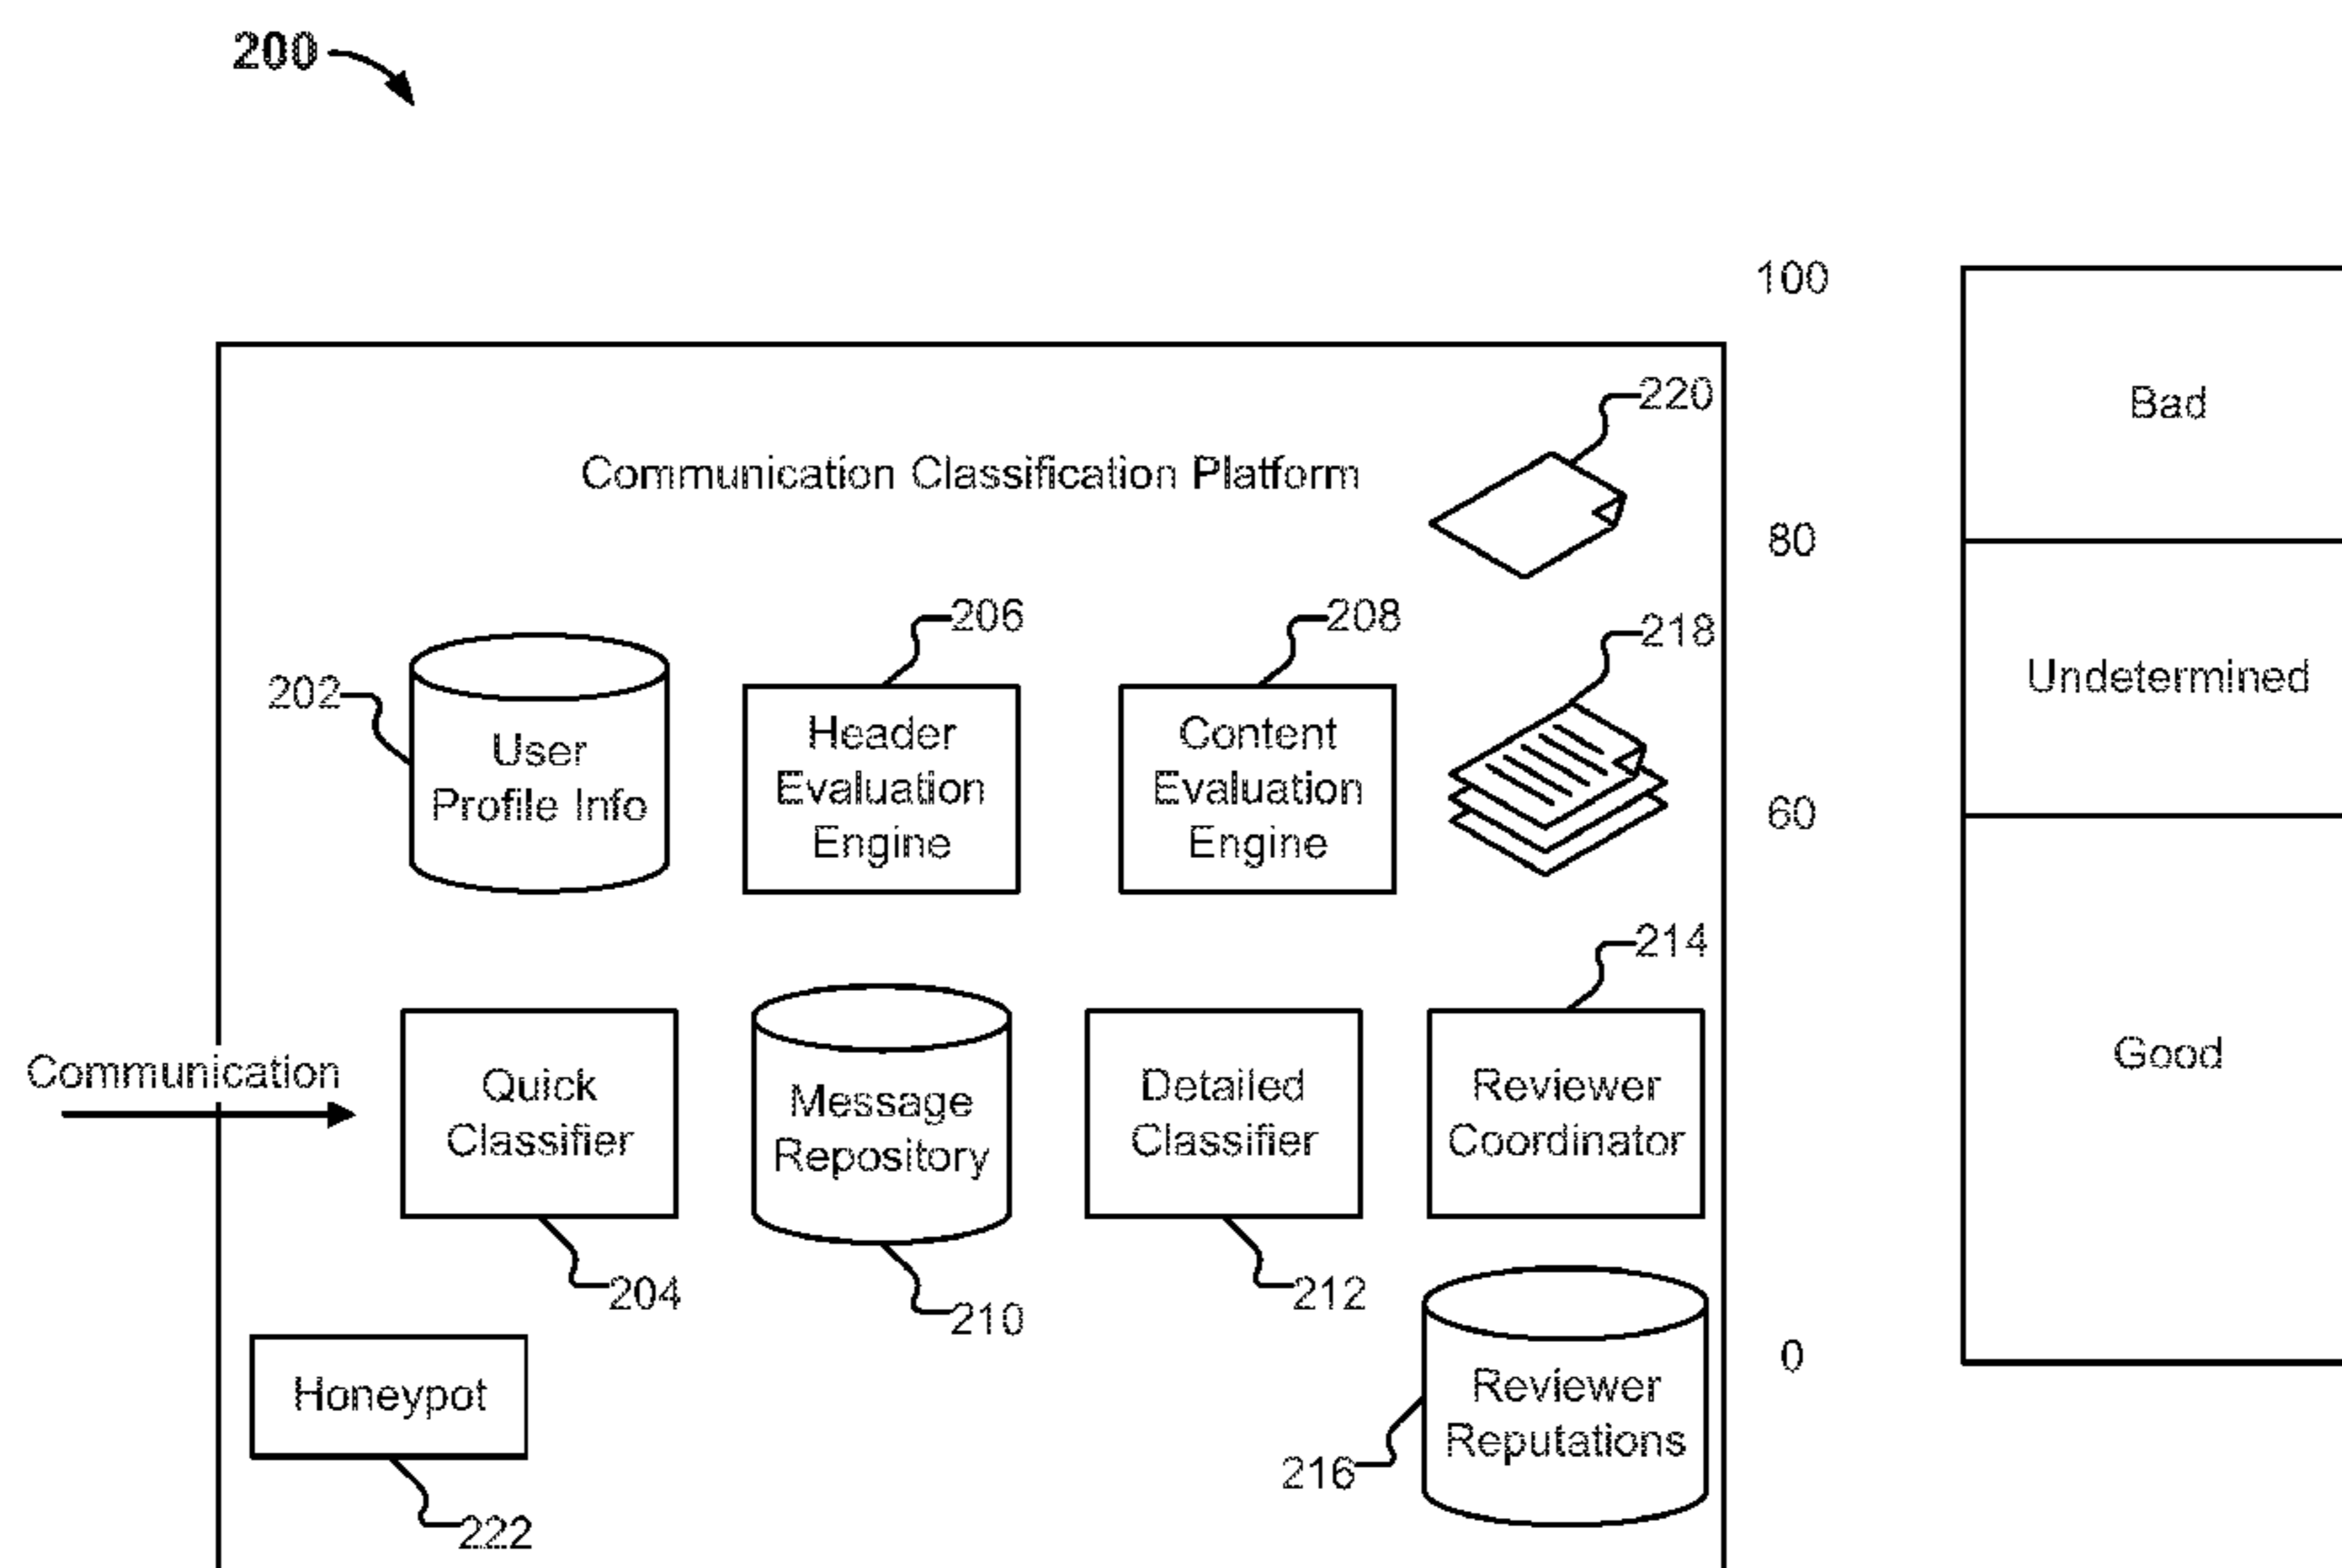 200
Communication Classification Platform
220
202
User
Profile Info
206
Header
Evaluation
Engine
208
Content
Evaluation
Engine
218
Communication
Quick
Classifier
204
Message
Repository
210
Detailed
Classifier
212
214
Reviewer
Coordinator
Honeypot
222
216
Reviewer
Reputations
100
80
60
0
Bad
Undetermined
Good